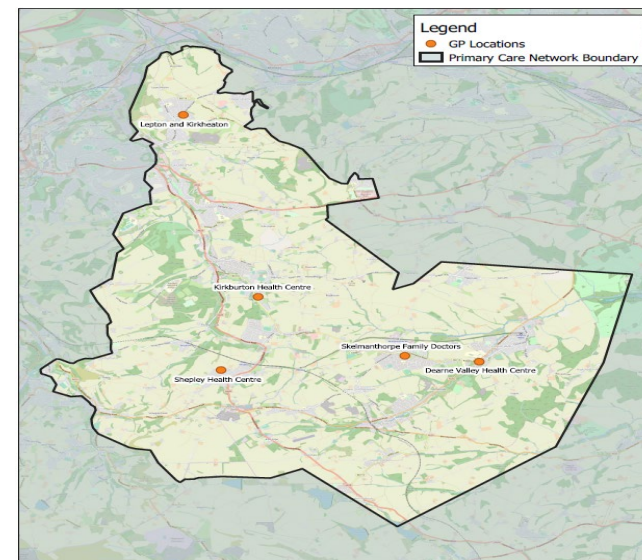 Legend
GP Locations
Primary Care Network Boundary
Lepton and Kirkheaton
Kirkburton Health Centre
Skelmanthorpe Family Doctors
Dearne Valley Health Centre
Shepley Health Centre